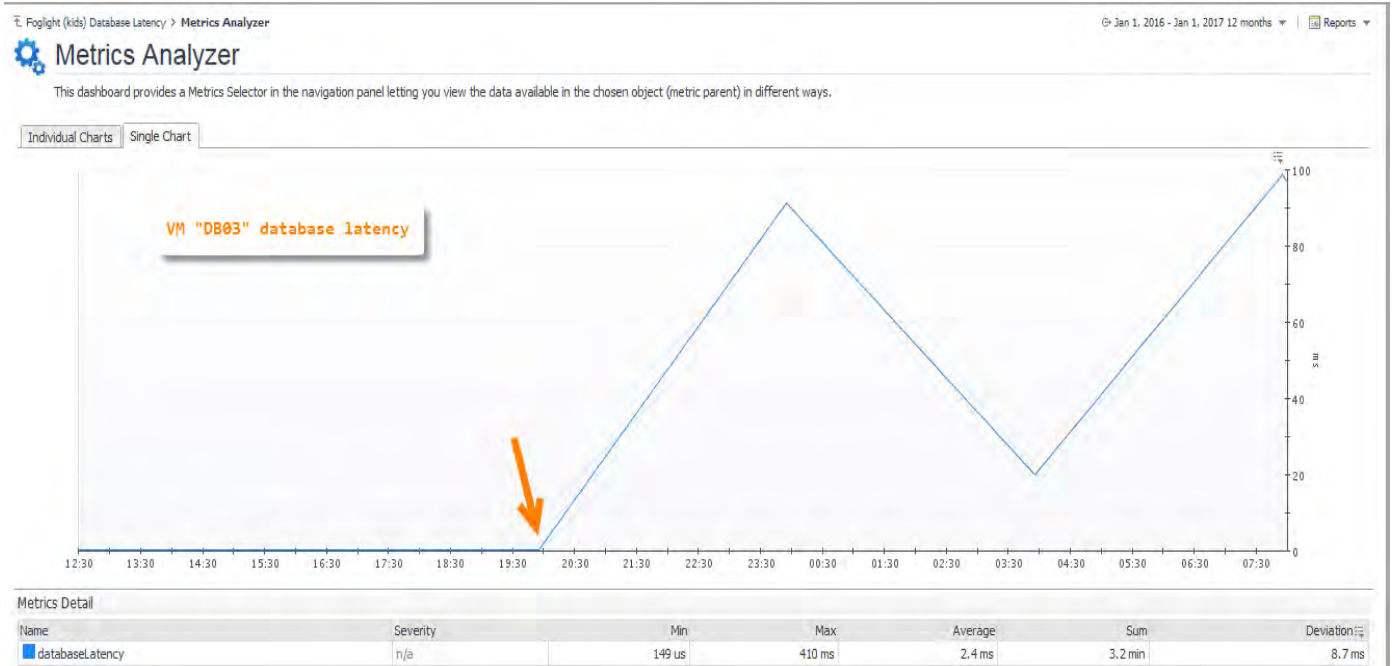 Foglight (kids) Database Latency > Metrics Analyzer
Jan 1, 2016 - Jan 1, 2017 12 months
Reports
Metrics Analyzer
This dashboard provides a Metrics Selector in the navigation panel letting you view the data available in the chosen object (metric parent) in different ways.
Individual Charts Single Chart
VM "DB03" database latency
100
80
60
ms
40
20
0
12:30 13:30 14:30 15:30 16:30 17:30 18:30 19:30 20:30 21:30 22:30 23:30 00:30 01:30 02:30 03:30 04:30 05:30 06:30 07:30
Metrics Detail
Name Severity Min Max Average Sum Deviation
databaseLatency n/a 149 us 410 ms 2.4 ms 3.2 min 8.7 ms